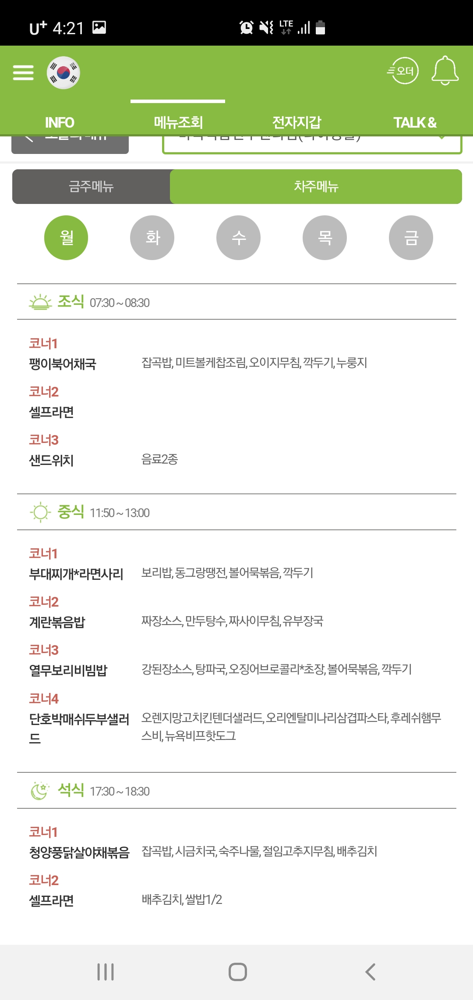 U+ 4:21 LTE
오더
INFO 메뉴조회 전자지갑 TALK &
금주메뉴 차주메뉴
월 화 수 목 금
조식 07:30 ~ 08:30
코너1
팽이북어채국 잡곡밥, 미트볼케찹조림, 오이지무침, 깍두기, 누룽지
코너2
셀프라면
코너3
샌드위치 음료2종
중식 11:50 ~ 13:00
코너1
부대찌개*라면사리 보리밥, 동그랑땡전, 볼어묵볶음, 깍두기
코너2
계란볶음밥 짜장소스, 만두탕수, 짜사이무침, 유부장국
코너3
열무보리비빔밥 강된장소스, 탕파국, 오징어브로콜리*초장, 볼어묵볶음, 깍두기
코너4
단호박매쉬두부샐러 오렌지망고치킨텐더샐러드, 오리엔탈미나리삼겹파스타, 후레쉬햄무
드 스비, 뉴욕비프핫도그
석식 17:30 ~ 18:30
코너1
청양풍닭살야채볶음 잡곡밥, 시금치국, 숙주나물, 절임고추지무침, 배추김치
코너2
셀프라면 배추김치, 쌀밥1/2